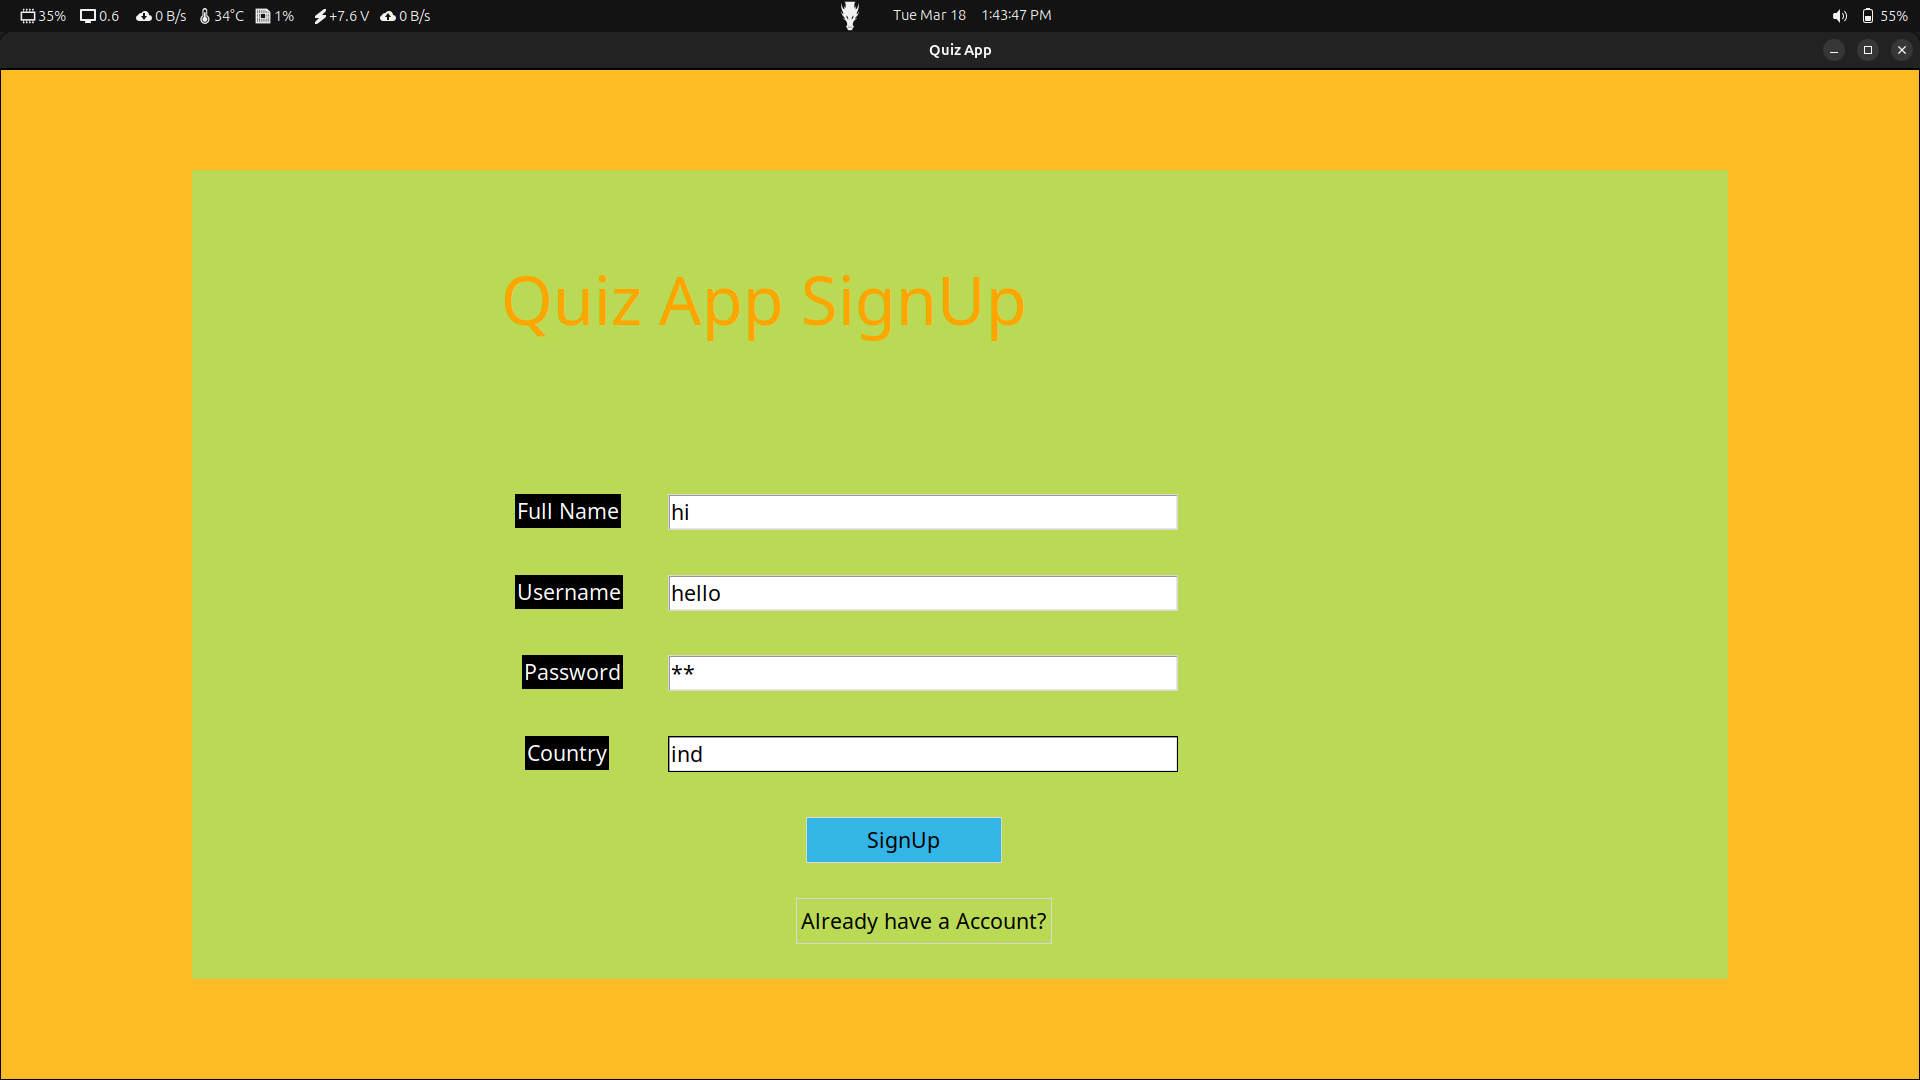 35% 0.6 0 B/s 34°C 1% +7.6 V 0 B/s Tue Mar 18 1:43:47 PM 55%
Quiz App
Quiz App SignUp
Full Name hi
Username hello
Password **
Country ind
SignUp
Already have a Account?